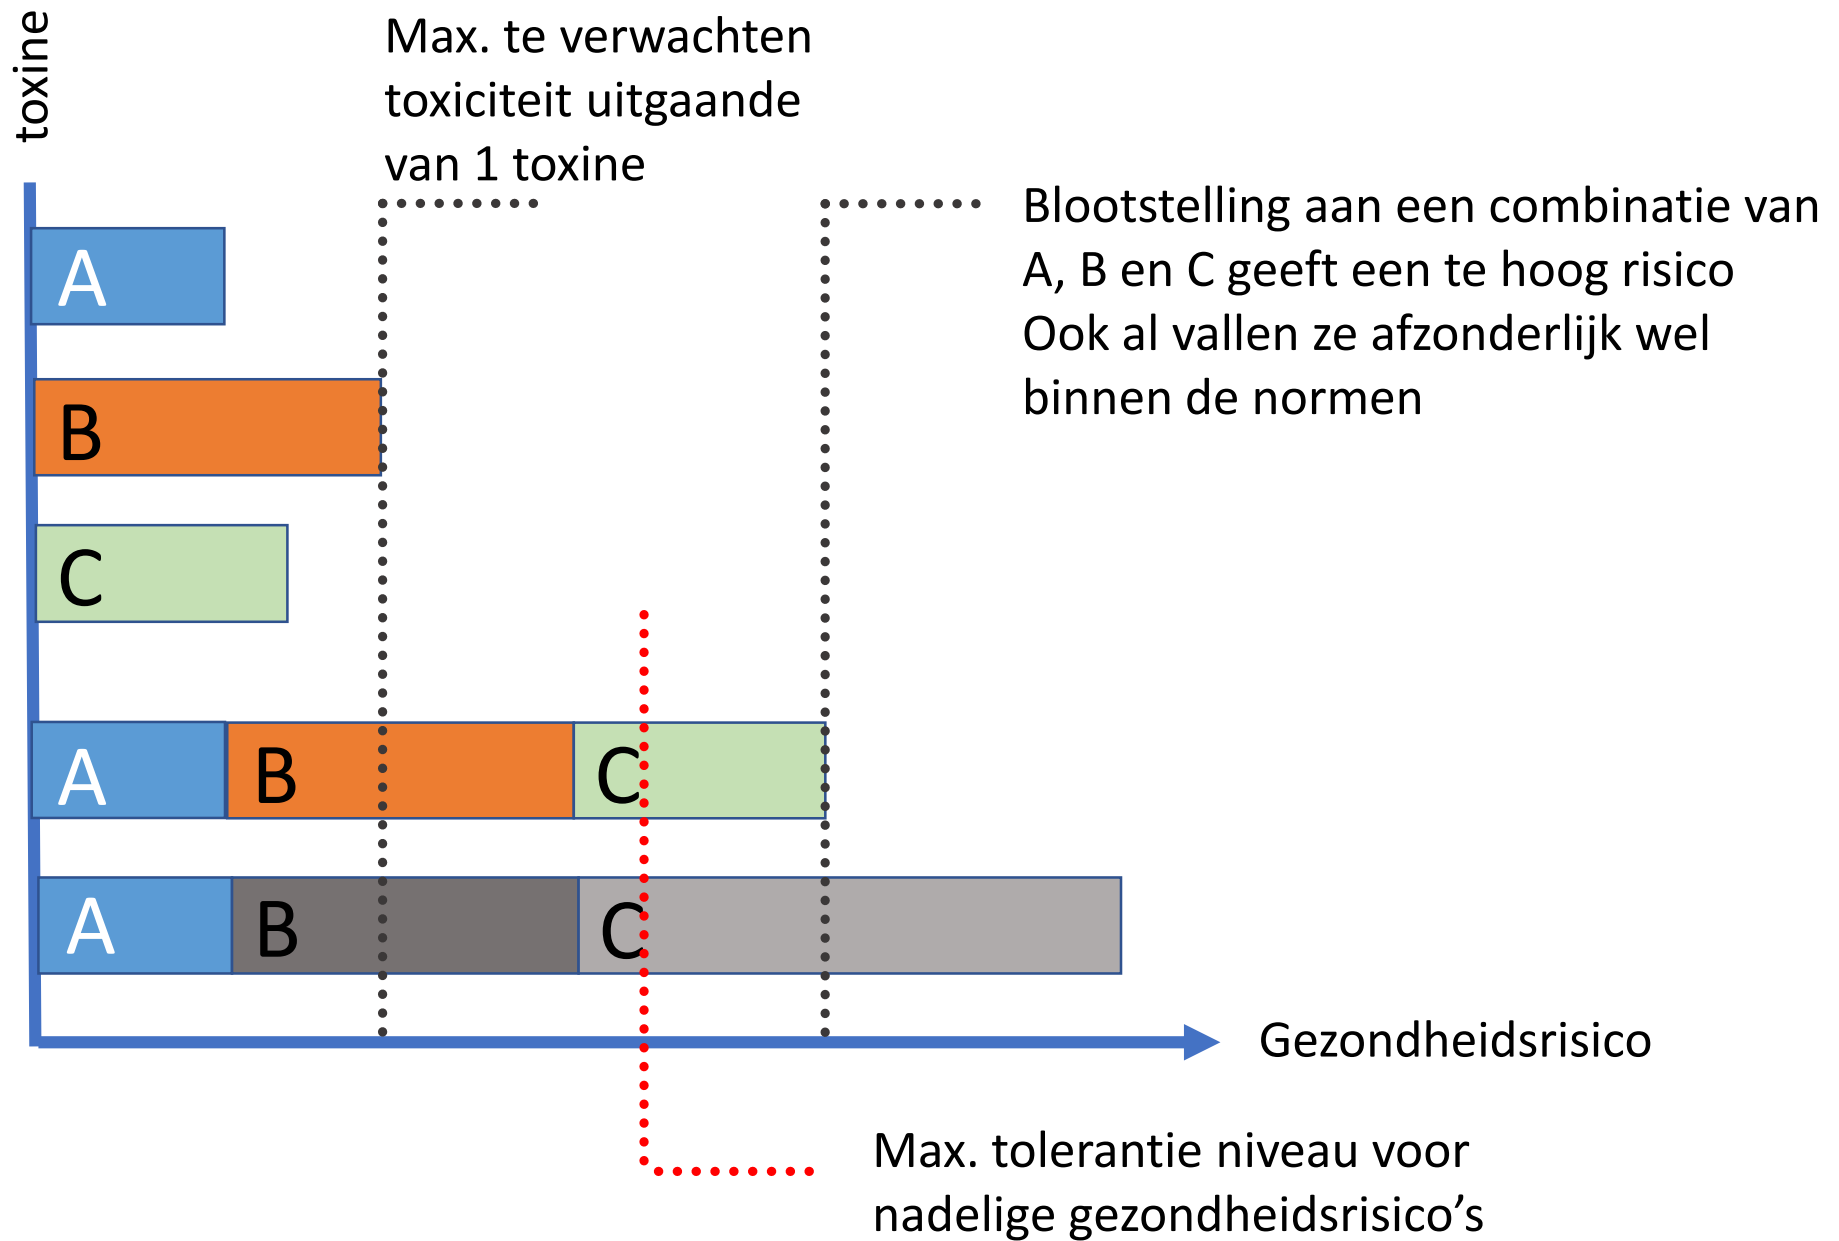 toxine
Max. te verwachten
toxiciteit uitgaande
van 1 toxine
Blootstelling aan een combinatie van
A, B en C geeft een te hoog risico
Ook al vallen ze afzonderlijk wel
binnen de normen
A
B
C
A B C
A B C
Gezondheidsrisico
Max. tolerantie niveau voor
nadelige gezondheidsrisico’s